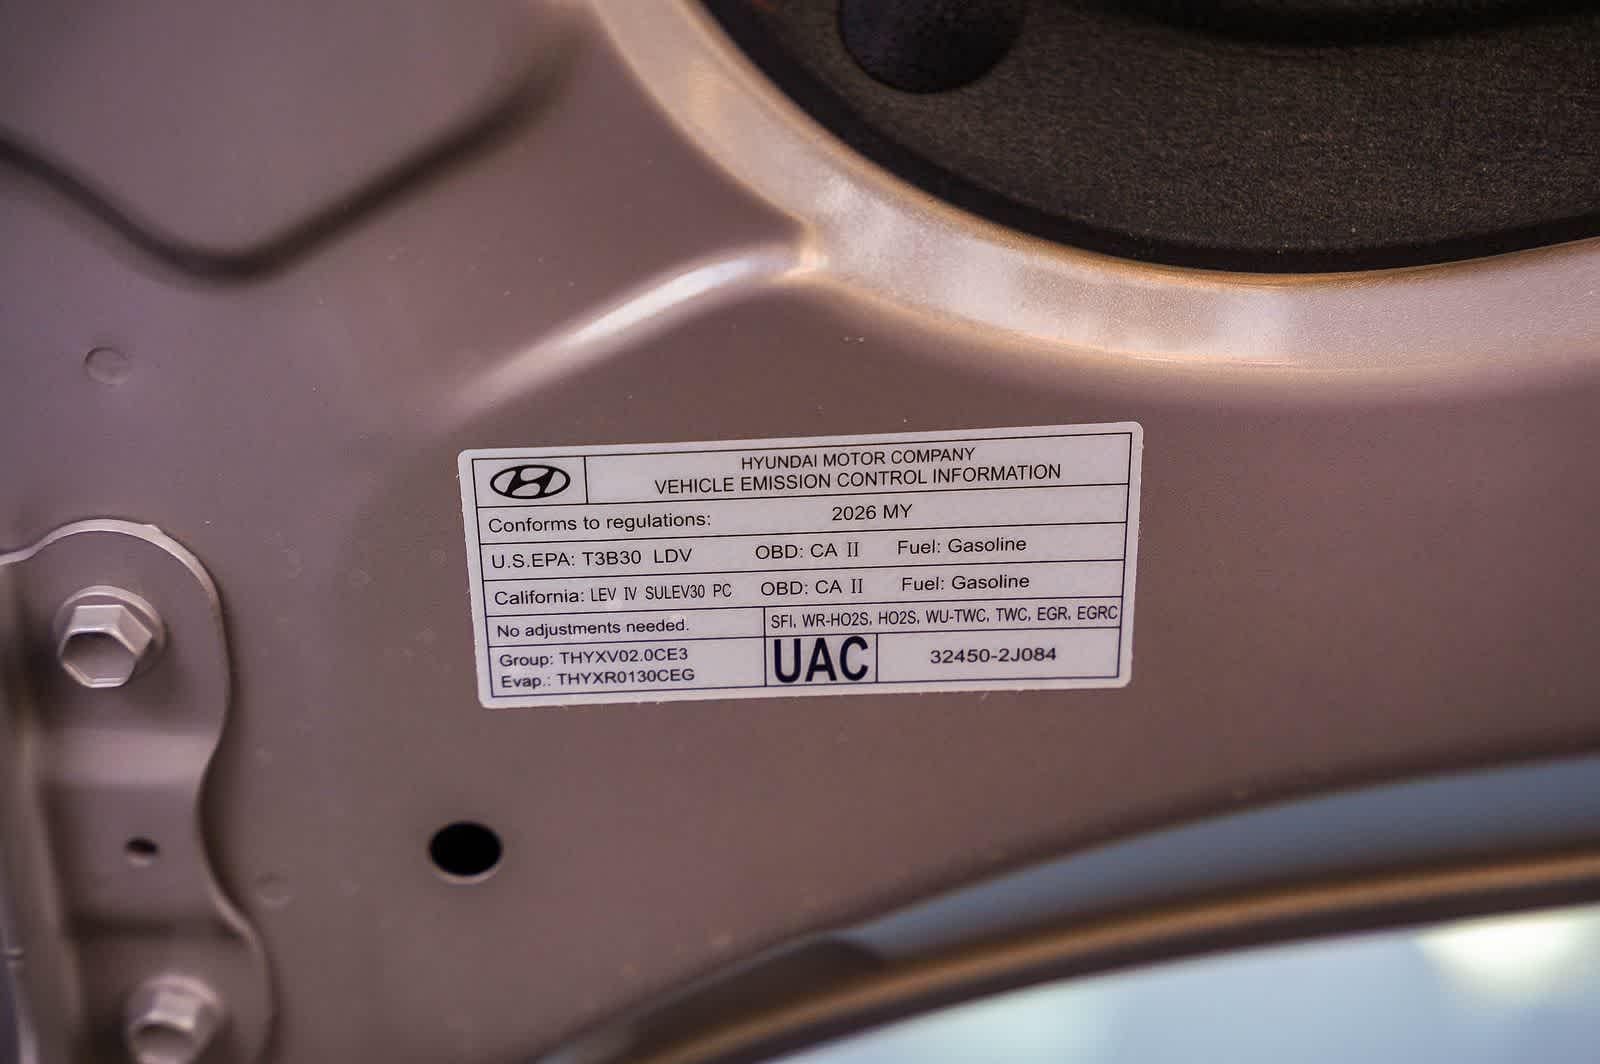 HYUNDAI MOTOR COMPANY
VEHICLE EMISSION CONTROL INFORMATION
Conforms to regulations: 2026 MY
U.S.EPA: T3B30 LDV OBD: CA II Fuel: Gasoline
California: LEV IV SULEV30 PC OBD: CA II Fuel: Gasoline
No adjustments needed. SFI, WR-HO2S, HO2S, WU-TWC, TWC, EGR, EGRC
Group: THYXV02.0CE3
Evap.: THYXR0130CEG
UAC 32450-2J084